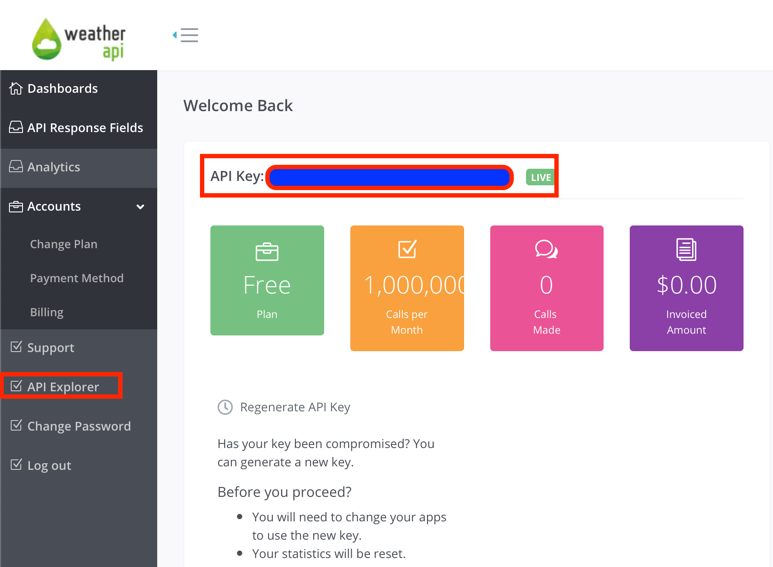 weather
api
Dashboards
API Response Fields
Analytics
Accounts
Change Plan
Payment Method
Billing
Support
API Explorer
Change Password
Log out
Welcome Back
API Key:
LIVE
Free
Plan
1,000,000
Calls per
Month
0
Calls
Made
$0.00
Invoiced
Amount
Regenerate API Key
Has your key been compromised? You
can generate a new key.
Before you proceed?
You will need to change your apps
to use the new key.
Your statistics will be reset.